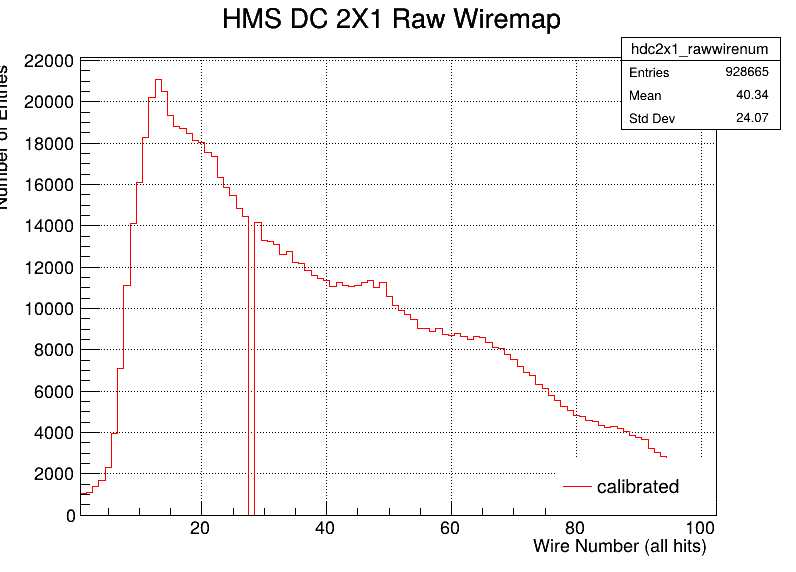 HMS DC 2X1 Raw Wiremap
hdc2x1_rawwirenum
Entries 928665
Mean 40.34
Std Dev 24.07
Number of Entries
22000
20000
18000
16000
14000
12000
10000
8000
6000
4000
2000
0
calibrated
20 40 60 80 100
Wire Number (all hits)